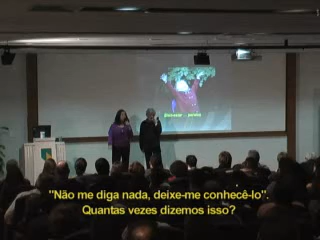 "Não me diga nada, deixe-me conhecê-lo".
Quantas vezes dizemos isso?